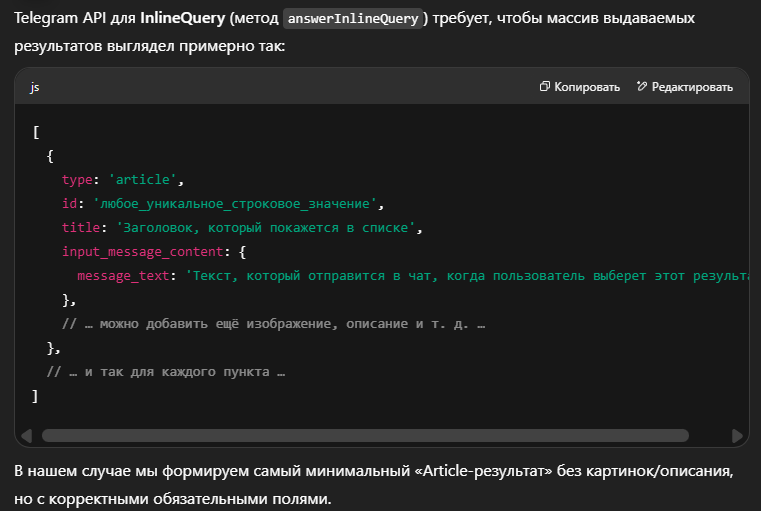 Telegram API для InlineQuery (метод answerInlineQuery) требует, чтобы массив выдаваемых
результатов выглядел примерно так:
js
Копировать
Редактировать
[
{
type: 'article',
id: 'любое_уникальное_строковое_значение',
title: 'Заголовок, который покажется в списке',
input_message_content: {
message_text: 'Текст, который отправится в чат, когда пользователь выберет этот результа
},
// … можно добавить ещё изображение, описание и т. д. …
},
// … и так для каждого пункта …
]
В нашем случае мы формируем самый минимальный «Article-результат» без картинок/описания,
но с корректными обязательными полями.